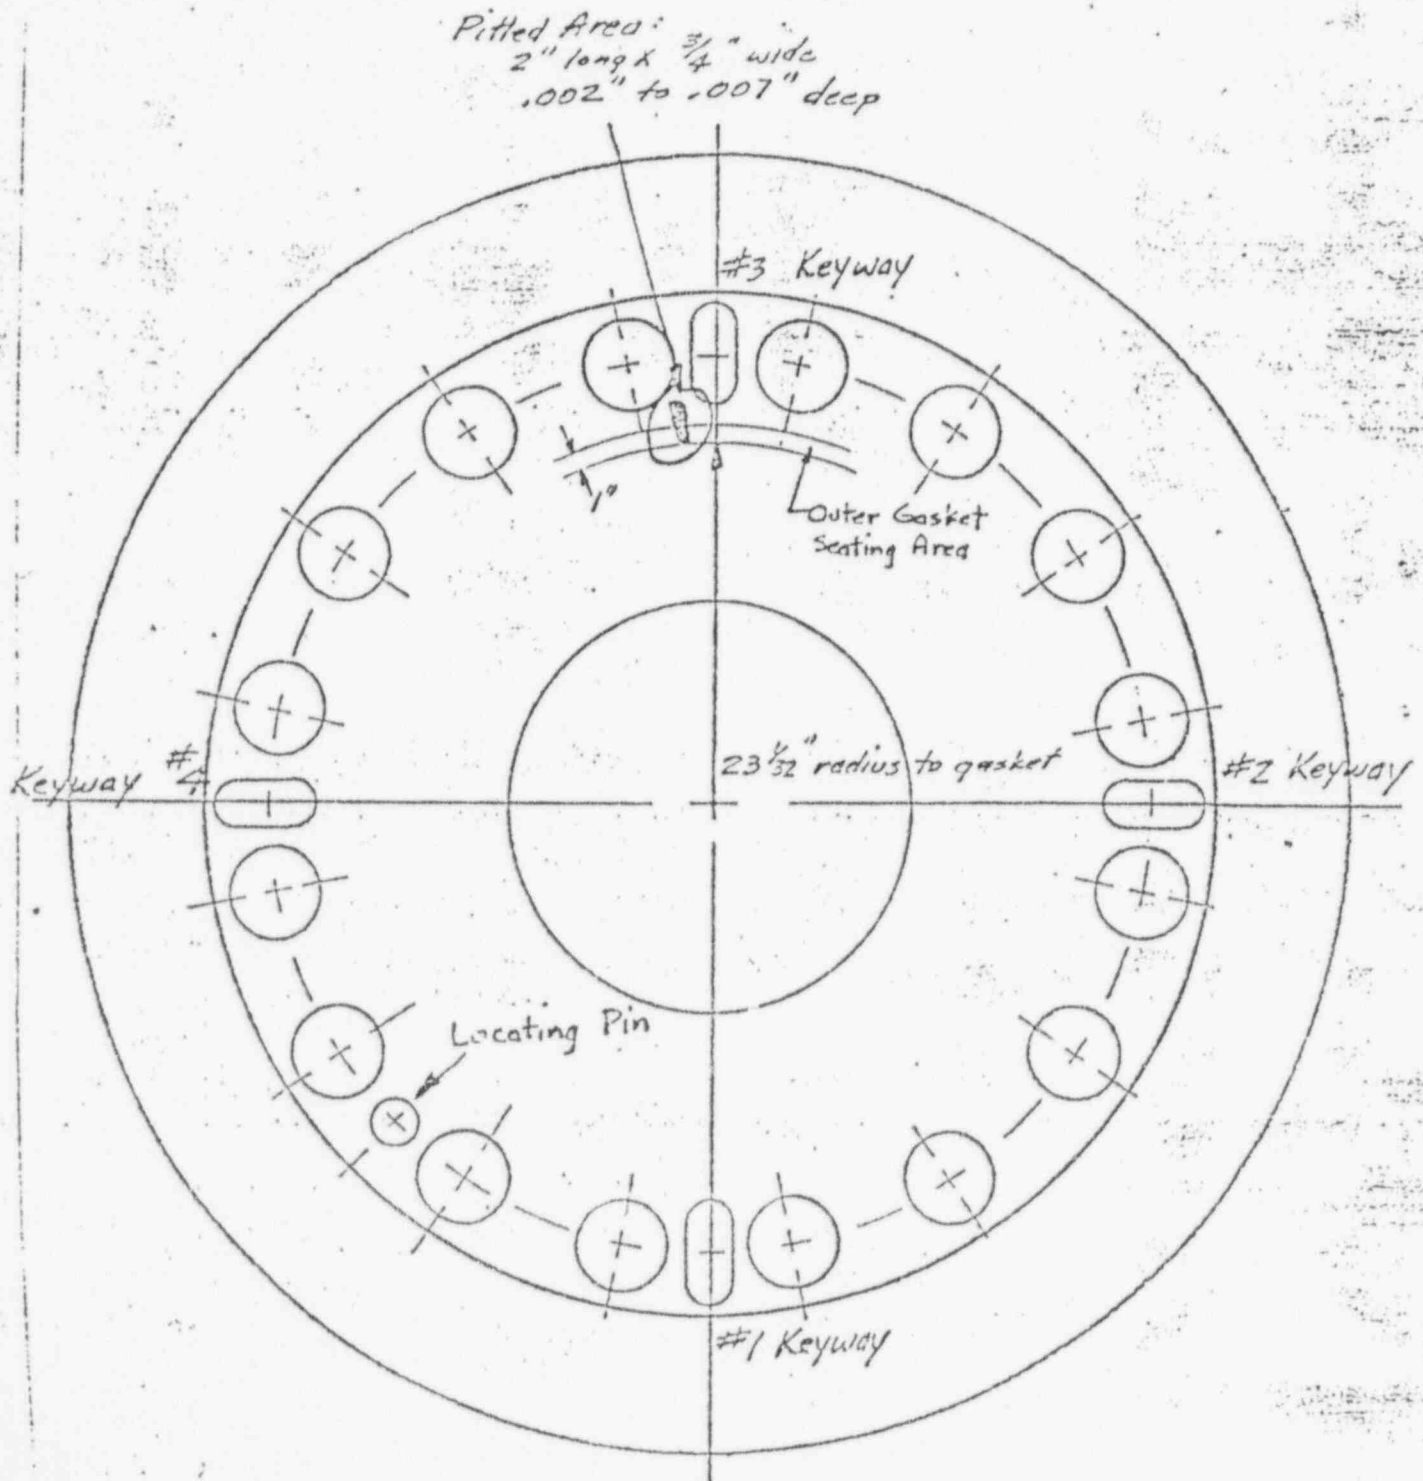 Pitted Area:
2" long x 3/4" wide
.002" to .007" deep
#3 Keyway
1"
Outer Gasket
Seating Area
23 1/32" radius to gasket
Keyway #4
#2 Keyway
Locating Pin
#1 Keyway